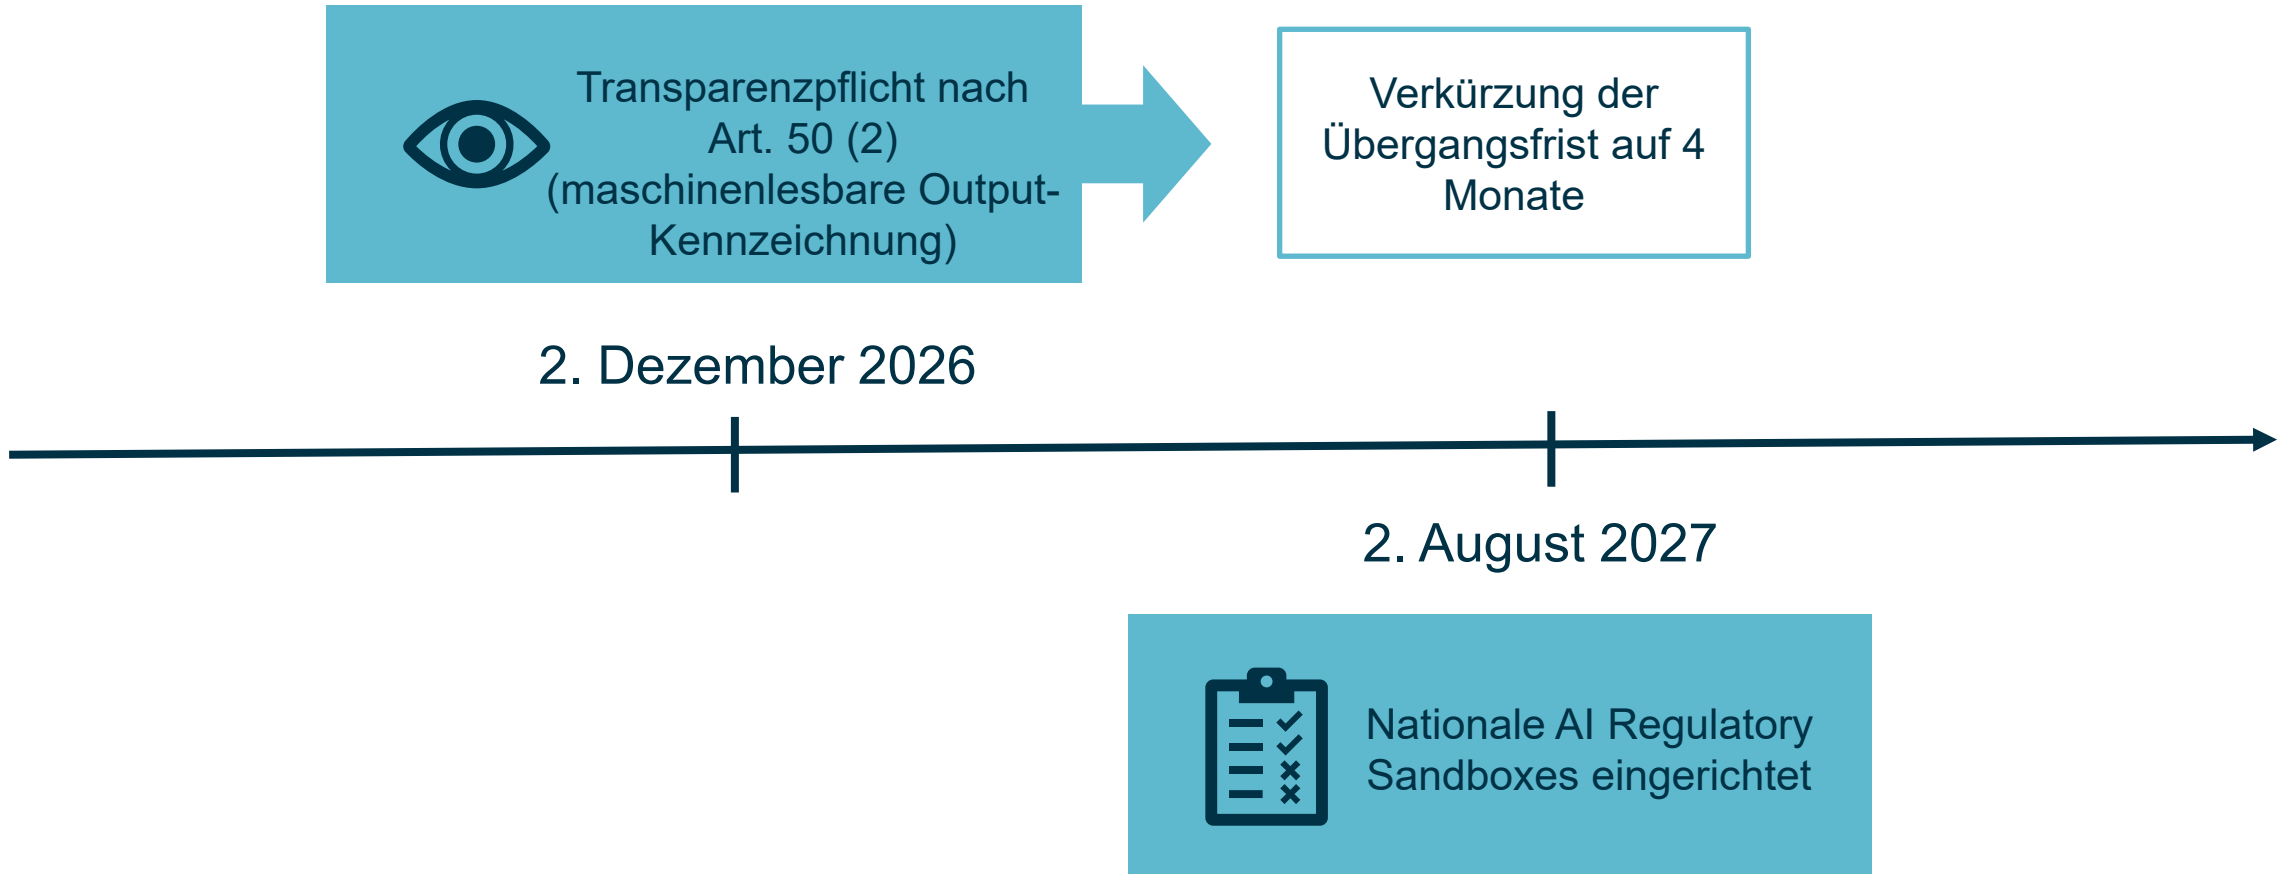 Transparenzpflicht nach
Art. 50 (2)
(maschinenlesbare Output-
Kennzeichnung)
Verkürzung der
Übergangsfrist auf 4
Monate
2. Dezember 2026
2. August 2027
Nationale AI Regulatory
Sandboxes eingerichtet